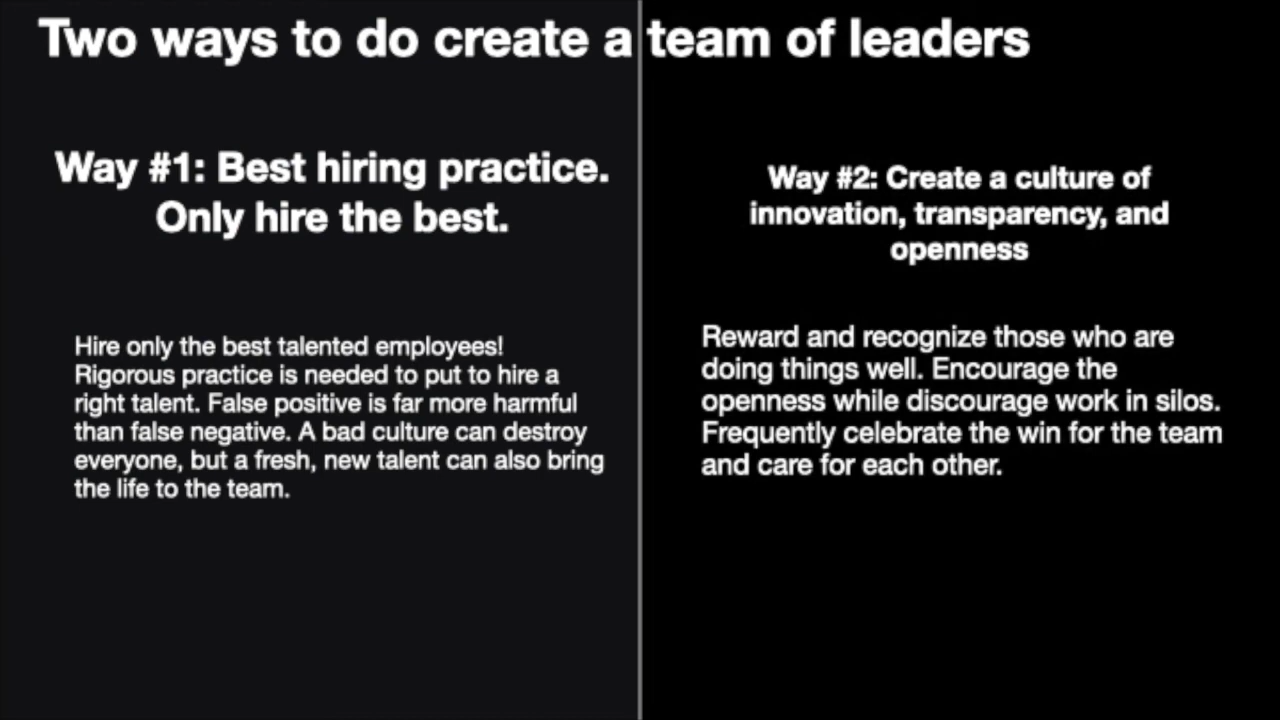 Two ways to do create a team of leaders
Way #1: Best hiring practice.
Only hire the best.
Hire only the best talented employees!
Rigorous practice is needed to put to hire a
right talent. False positive is far more harmful
than false negative. A bad culture can destroy
everyone, but a fresh, new talent can also bring
the life to the team.
Way #2: Create a culture of
innovation, transparency, and
openness
Reward and recognize those who are
doing things well. Encourage the
openness while discourage work in silos.
Frequently celebrate the win for the team
and care for each other.